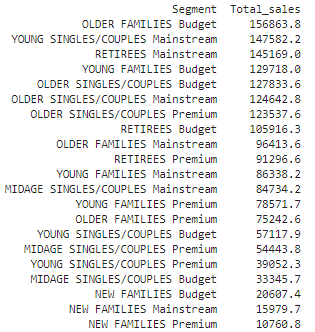 Segment Total_sales
OLDER FAMILIES Budget 156863.8
YOUNG SINGLES/COUPLES Mainstream 147582.2
RETIREES Mainstream 145169.0
YOUNG FAMILIES Budget 129718.0
OLDER SINGLES/COUPLES Budget 127833.6
OLDER SINGLES/COUPLES Mainstream 124642.8
OLDER SINGLES/COUPLES Premium 123537.6
RETIREES Budget 105916.3
OLDER FAMILIES Mainstream 96413.6
RETIREES Premium 91296.6
YOUNG FAMILIES Mainstream 86338.2
MIDAGE SINGLES/COUPLES Mainstream 84734.2
YOUNG FAMILIES Premium 78571.7
OLDER FAMILIES Premium 75242.6
YOUNG SINGLES/COUPLES Budget 57117.9
MIDAGE SINGLES/COUPLES Premium 54443.8
YOUNG SINGLES/COUPLES Premium 39052.3
MIDAGE SINGLES/COUPLES Budget 33345.7
NEW FAMILIES Budget 20607.4
NEW FAMILIES Mainstream 15979.7
NEW FAMILIES Premium 10760.8